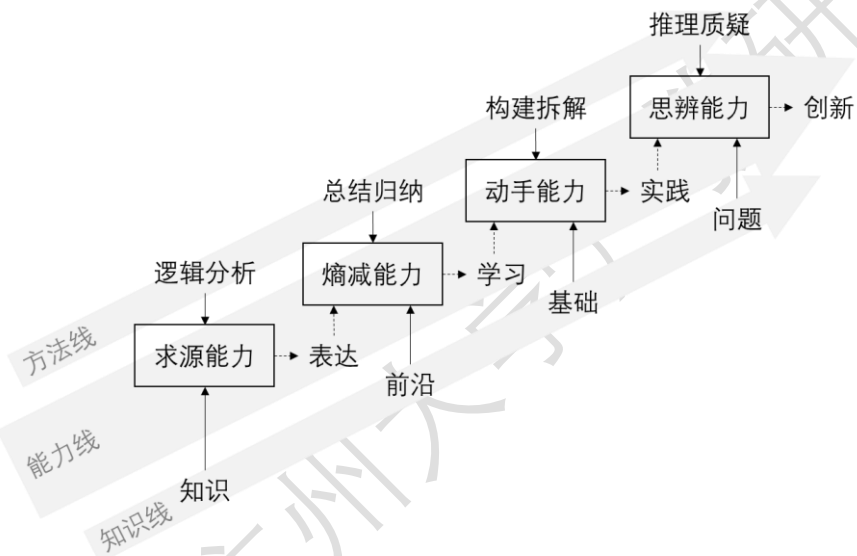 推理质疑
思辨能力
创新
构建拆解
动手能力
实践
问题
总结归纳
熵减能力
学习
基础
逻辑分析
求源能力
表达
前沿
知识
方法线
能力线
知识线